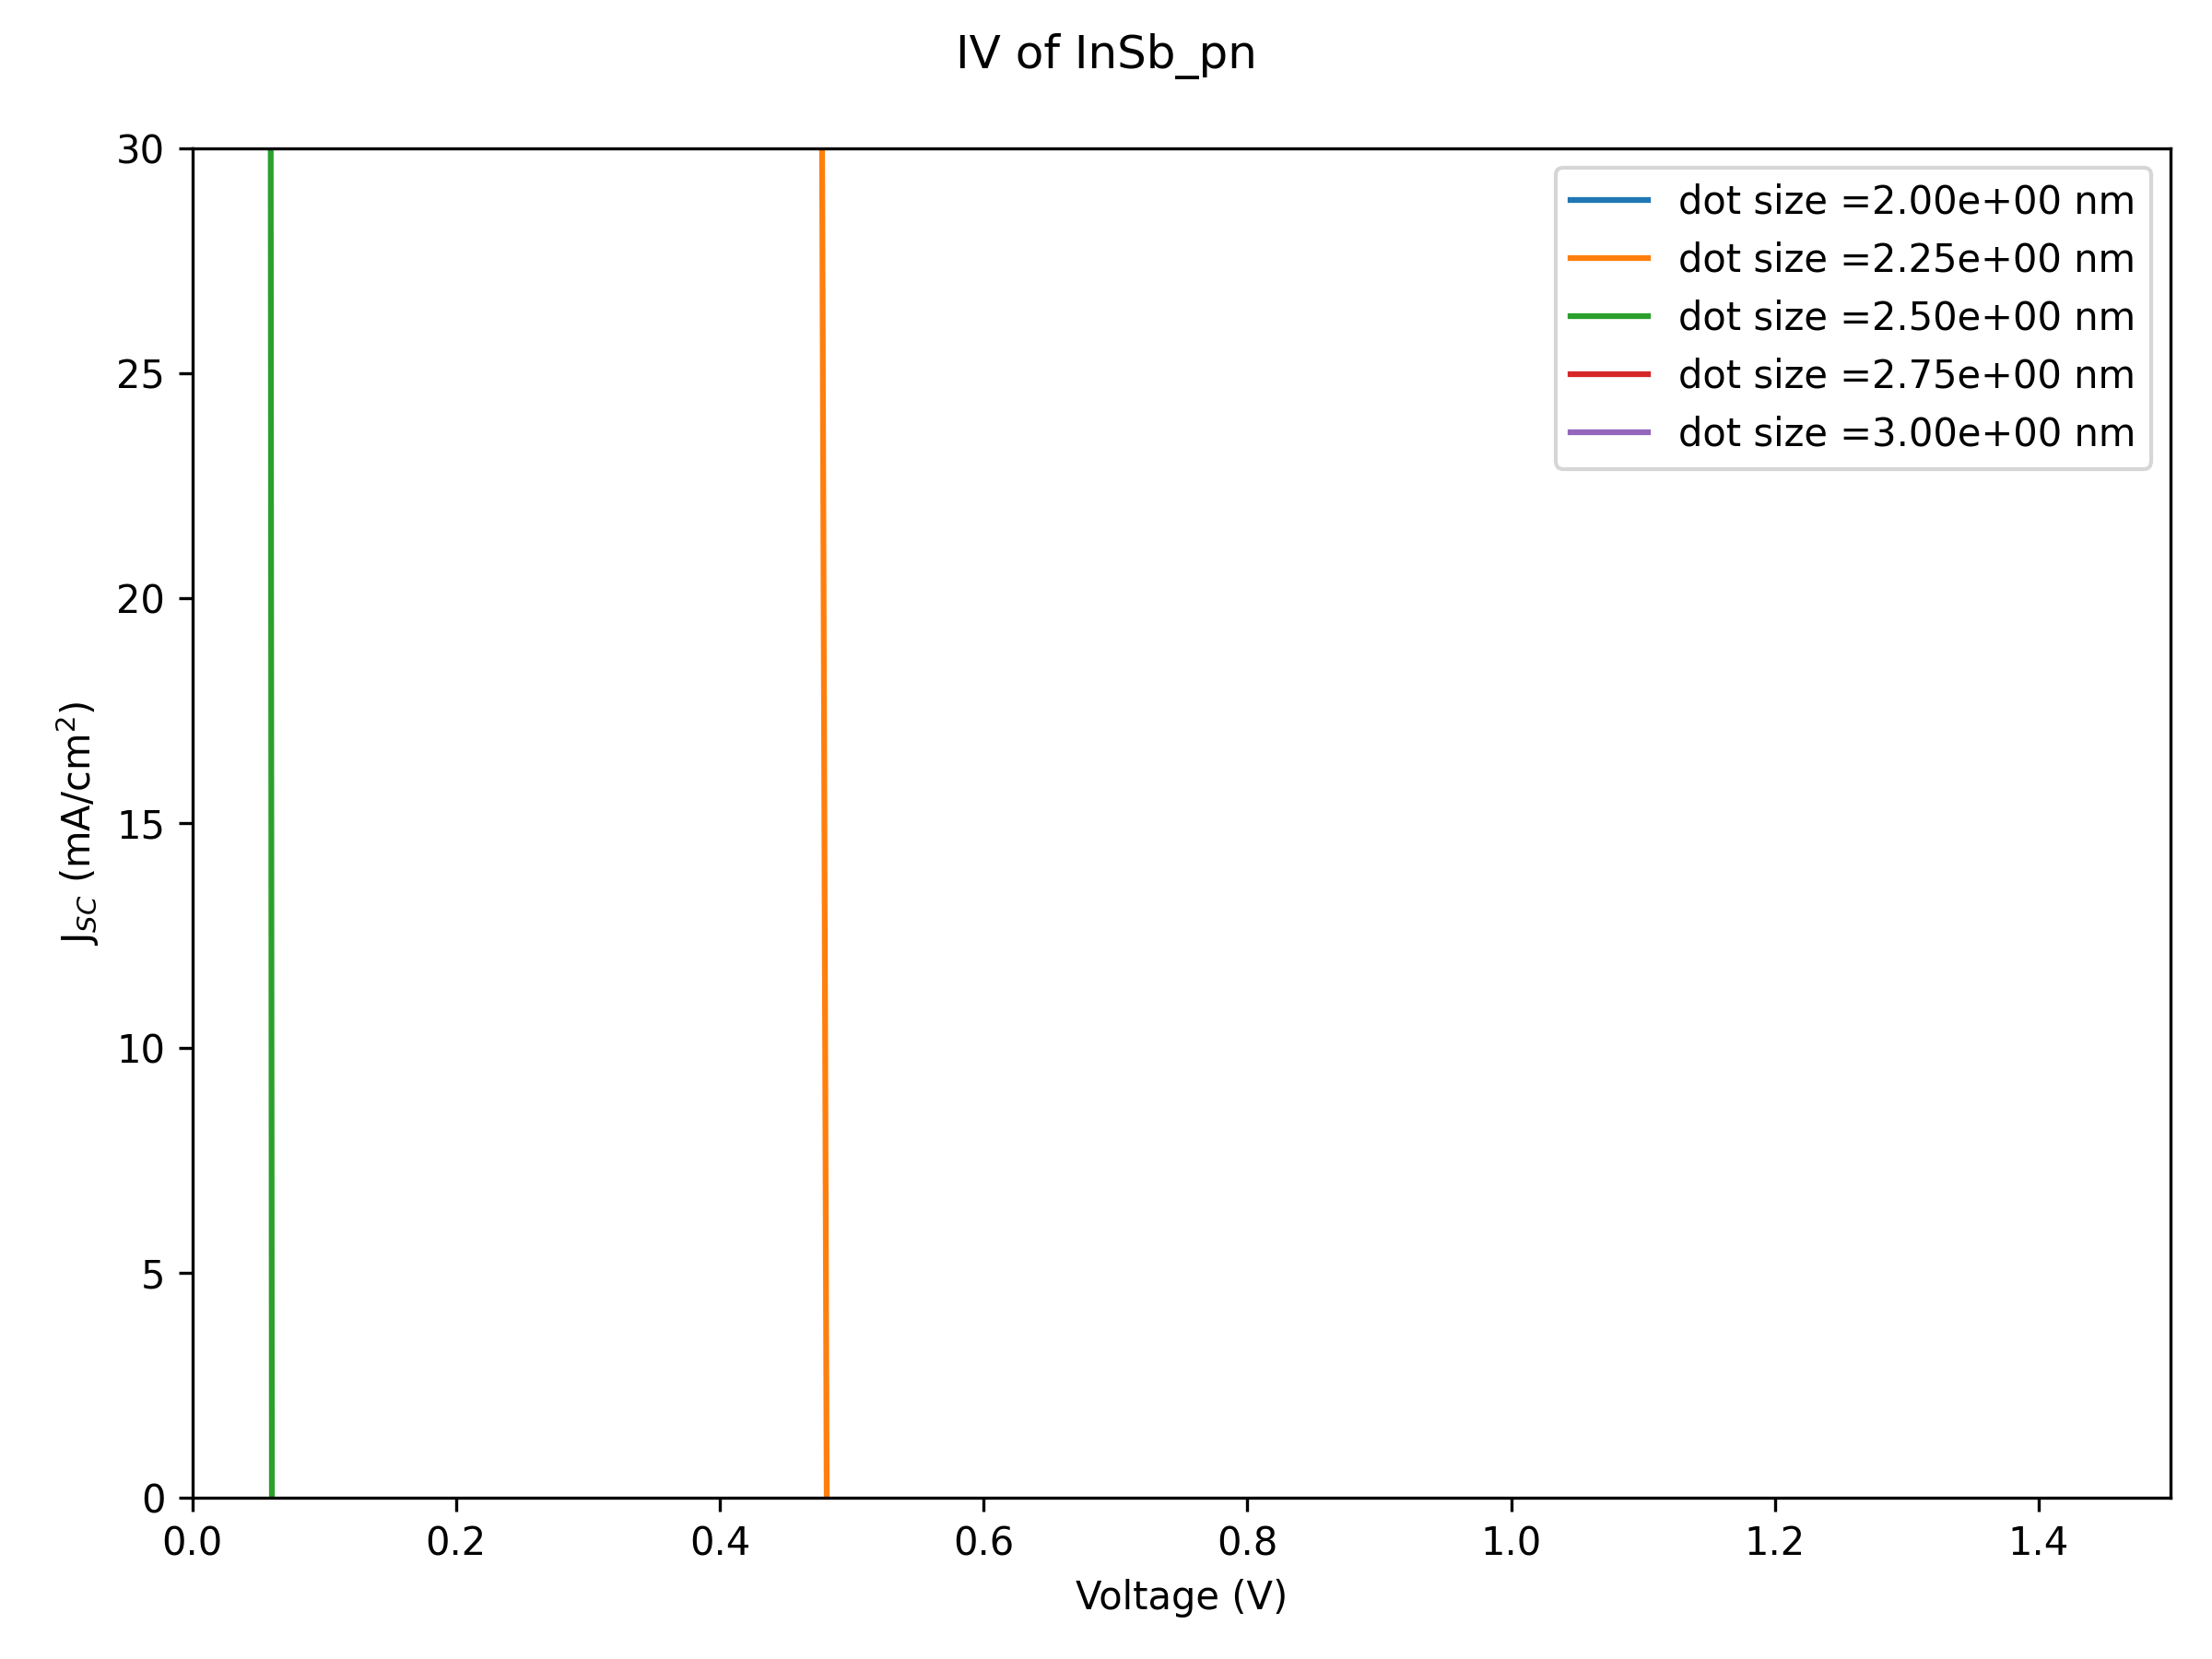 IV of InSb_pn
30
25
20
15
10
5
0
J_SC (mA/cm²)
dot size =2.00e+00 nm
dot size =2.25e+00 nm
dot size =2.50e+00 nm
dot size =2.75e+00 nm
dot size =3.00e+00 nm
0.0 0.2 0.4 0.6 0.8 1.0 1.2 1.4
Voltage (V)